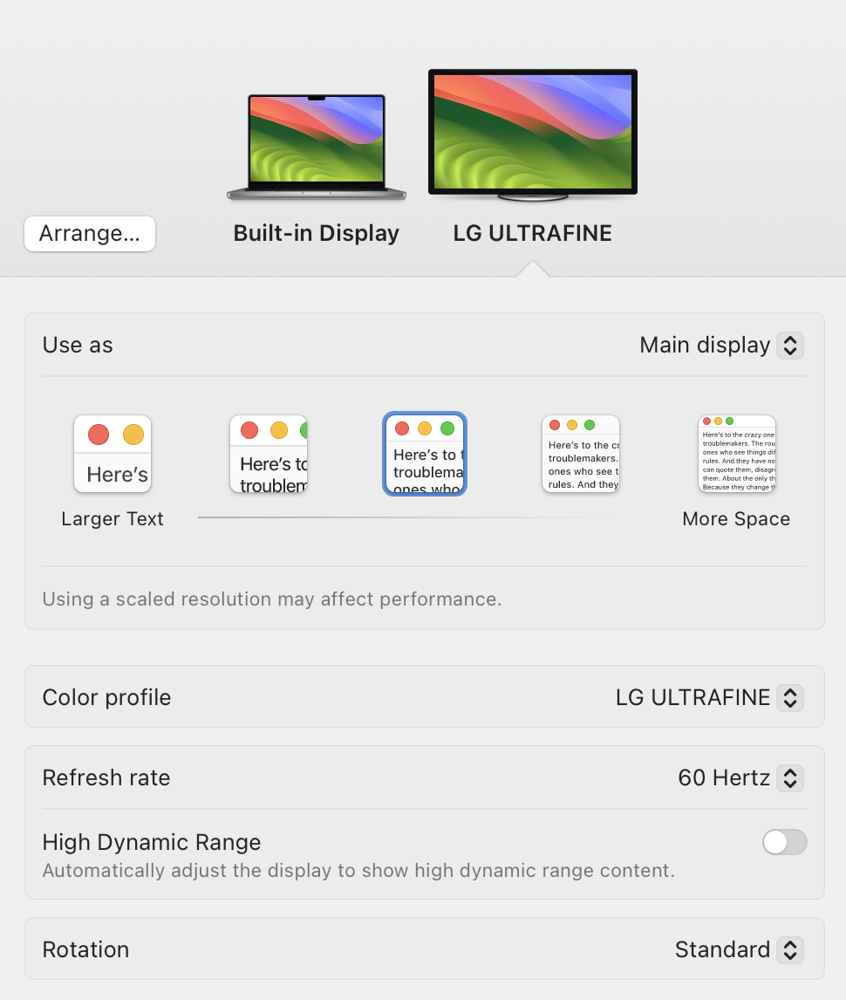 Arrange...
Built-in Display
LG ULTRAFINE
Use as
Main display
Here's
Here's to
troublem
Here's to t
troublema
ones who
Here's to the cr
troublemakers.
ones who see t
rules. And they
Here's to the crazy one
troublemakers. The rou
ones who see things dif
rules. And they have no
can quote them, disagre
them. About the only th
Because they change th
Larger Text
More Space
Using a scaled resolution may affect performance.
Color profile
LG ULTRAFINE
Refresh rate
60 Hertz
High Dynamic Range
Automatically adjust the display to show high dynamic range content.
Rotation
Standard